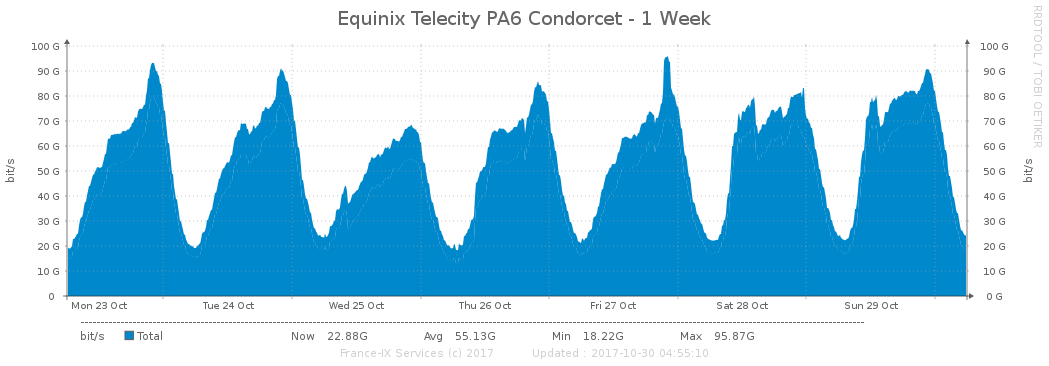 Equinix Telecity PA6 Condorcet - 1 Week
RRDTOOL / TOBI OETIKER
bit/s
bit/s
100 G 100 G
90 G 90 G
80 G 80 G
70 G 70 G
60 G 60 G
50 G 50 G
40 G 40 G
30 G 30 G
20 G 20 G
10 G 10 G
0 0 G
Mon 23 Oct Tue 24 Oct Wed 25 Oct Thu 26 Oct Fri 27 Oct Sat 28 Oct Sun 29 Oct
bit/s Total Now 22.88G Avg 55.13G Min 18.22G Max 95.87G
France-IX Services (c) 2017 Updated : 2017-10-30 04:55:10